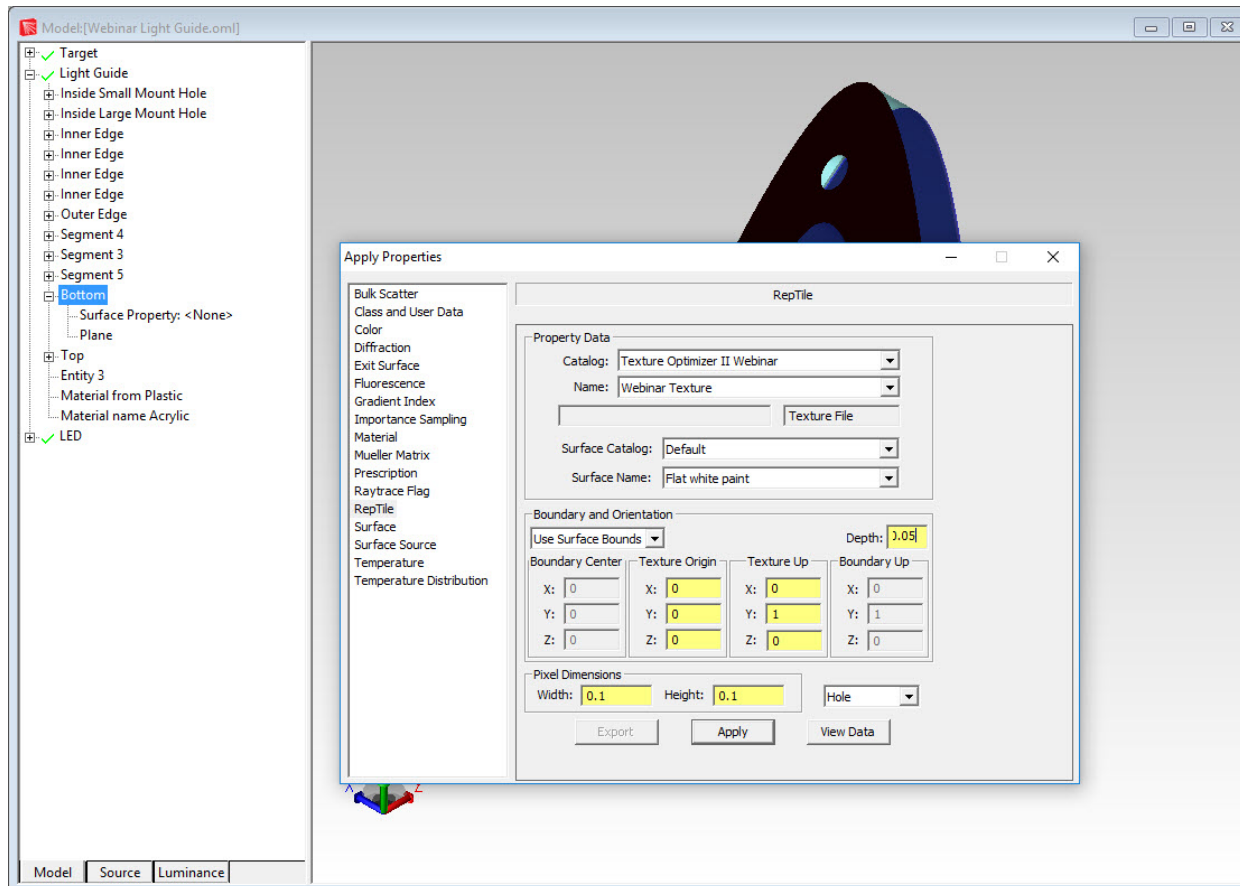 Model:[Webinar Light Guide.oml]
Target
Light Guide
Inside Small Mount Hole
Inside Large Mount Hole
Inner Edge
Inner Edge
Inner Edge
Inner Edge
Outer Edge
Segment 4
Segment 3
Segment 5
Bottom
Surface Property: <None>
Plane
Top
Entity 3
Material from Plastic
Material name Acrylic
LED
Model Source Luminance
Apply Properties
Bulk Scatter
Class and User Data
Color
Diffraction
Exit Surface
Fluorescence
Gradient Index
Importance Sampling
Material
Mueller Matrix
Prescription
Raytrace Flag
RepTile
Surface
Surface Source
Temperature
Temperature Distribution
RepTile
Property Data
Catalog: Texture Optimizer II Webinar
Name: Webinar Texture
Texture File
Surface Catalog: Default
Surface Name: Flat white paint
Boundary and Orientation
Use Surface Bounds Depth: 0.05
Boundary Center Texture Origin Texture Up Boundary Up
X: 0 X: 0 X: 0 X: 0
Y: 0 Y: 0 Y: 1 Y: 1
Z: 0 Z: 0 Z: 0 Z: 0
Pixel Dimensions
Width: 0.1 Height: 0.1 Hole
Export Apply View Data
X Z